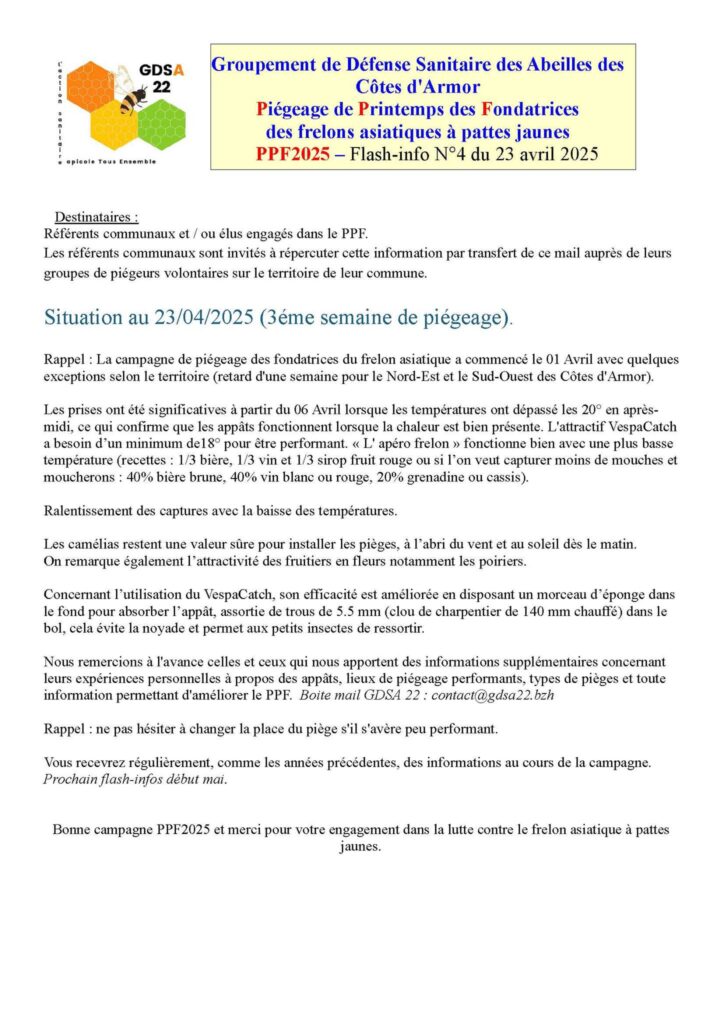 l'action sanitaire
GDSA
22
apicole Tous Ensemble
Groupement de Défense Sanitaire des Abeilles des
Côtes d'Armor
Piégeage de Printemps des Fondatrices
des frelons asiatiques à pattes jaunes
PPF2025 – Flash-info N°4 du 23 avril 2025
Destinataires :
Référents communaux et / ou élus engagés dans le PPF.
Les référents communaux sont invités à répercuter cette information par transfert de ce mail auprès de leurs
groupes de piégeurs volontaires sur le territoire de leur commune.
Situation au 23/04/2025 (3éme semaine de piégeage).
Rappel : La campagne de piégeage des fondatrices du frelon asiatique a commencé le 01 Avril avec quelques
exceptions selon le territoire (retard d'une semaine pour le Nord-Est et le Sud-Ouest des Côtes d'Armor).
Les prises ont été significatives à partir du 06 Avril lorsque les températures ont dépassé les 20° en après-
midi, ce qui confirme que les appâts fonctionnent lorsque la chaleur est bien présente. L'attractif VespaCatch
a besoin d’un minimum de18° pour être performant. « L' apéro frelon » fonctionne bien avec une plus basse
température (recettes : 1/3 bière, 1/3 vin et 1/3 sirop fruit rouge ou si l’on veut capturer moins de mouches et
moucherons : 40% bière brune, 40% vin blanc ou rouge, 20% grenadine ou cassis).
Ralentissement des captures avec la baisse des températures.
Les camélias restent une valeur sûre pour installer les pièges, à l’abri du vent et au soleil dès le matin.
On remarque également l’attractivité des fruitiers en fleurs notamment les poiriers.
Concernant l’utilisation du VespaCatch, son efficacité est améliorée en disposant un morceau d’éponge dans
le fond pour absorber l’appât, assortie de trous de 5.5 mm (clou de charpentier de 140 mm chauffé) dans le
bol, cela évite la noyade et permet aux petits insectes de ressortir.
Nous remercions à l'avance celles et ceux qui nous apportent des informations supplémentaires concernant
leurs expériences personnelles à propos des appâts, lieux de piégeage performants, types de pièges et toute
information permettant d'améliorer le PPF. Boite mail GDSA 22 : contact@gdsa22.bzh
Rappel : ne pas hésiter à changer la place du piège s'il s'avère peu performant.
Vous recevrez régulièrement, comme les années précédentes, des informations au cours de la campagne.
Prochain flash-infos début mai.
Bonne campagne PPF2025 et merci pour votre engagement dans la lutte contre le frelon asiatique à pattes
jaunes.